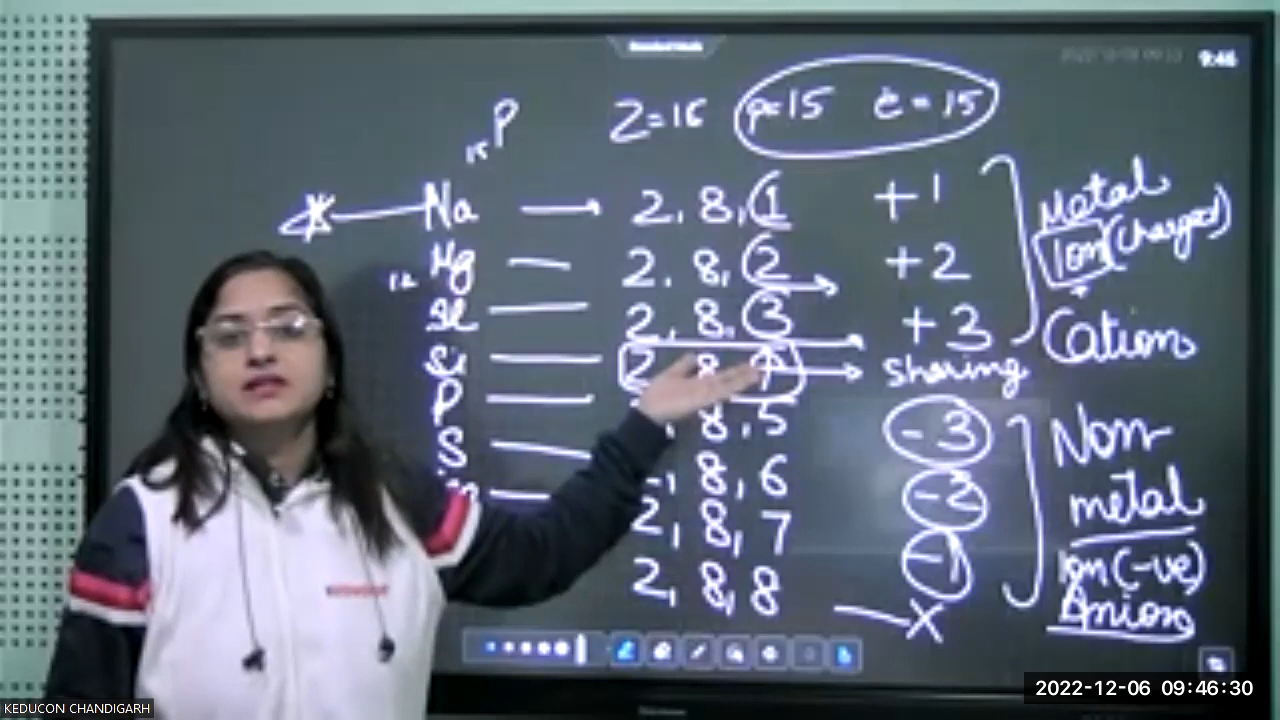 9:46
15P Z=15 p=15 e=15
Na 2, 8, 1 +1
12 Mg 2, 8, 2 +2
Al 2, 8, 3 +3
Si 2 8 4 sharing
P , 8, 5 -3
S , 8, 6 -2
2, 8, 7 -1
2, 8, 8 X
Metal
Ion (charged)
+
Cation
Non-
metal
Ion (-ve)
Anion
2022-12-06 09:46:30
KEDUCON CHANDIGARH